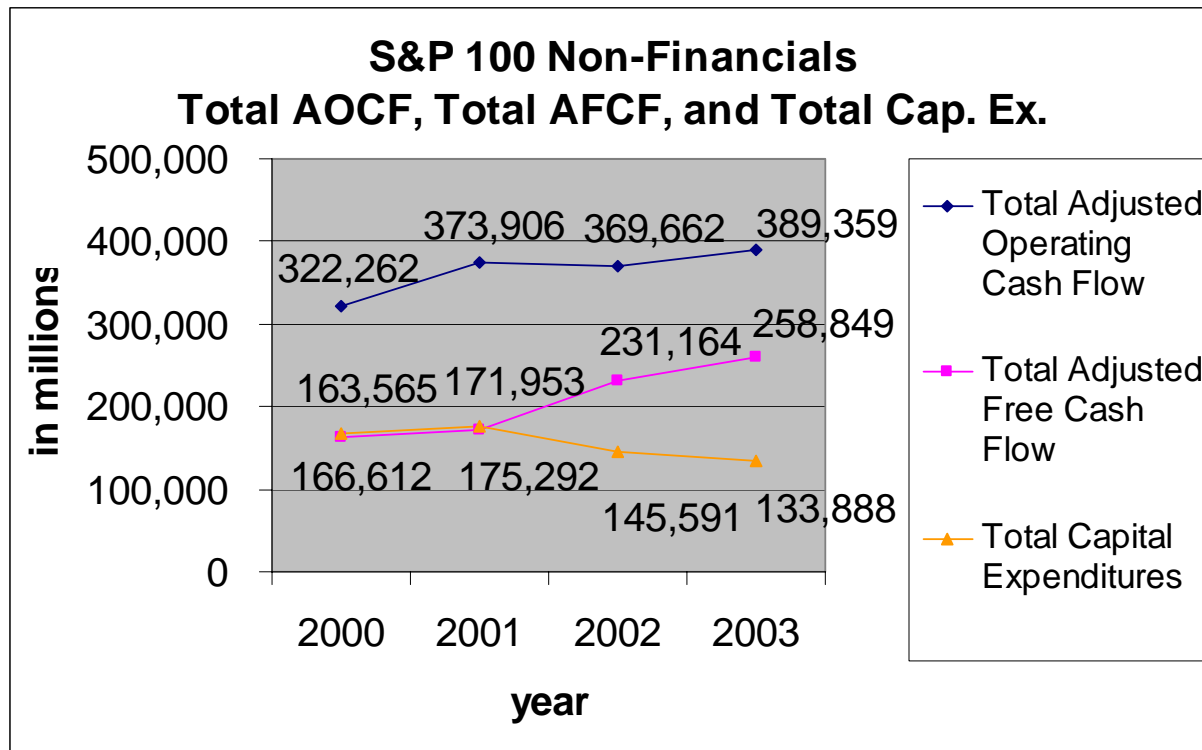 S&P 100 Non-Financials
Total AOCF, Total AFCF, and Total Cap. Ex.
500,000
400,000
300,000
200,000
100,000
0
in millions
322,262
373,906
369,662
389,359
163,565
171,953
231,164
258,849
166,612
175,292
145,591
133,888
2000
2001
2002
2003
year
Total Adjusted
Operating
Cash Flow
Total Adjusted
Free Cash
Flow
Total Capital
Expenditures